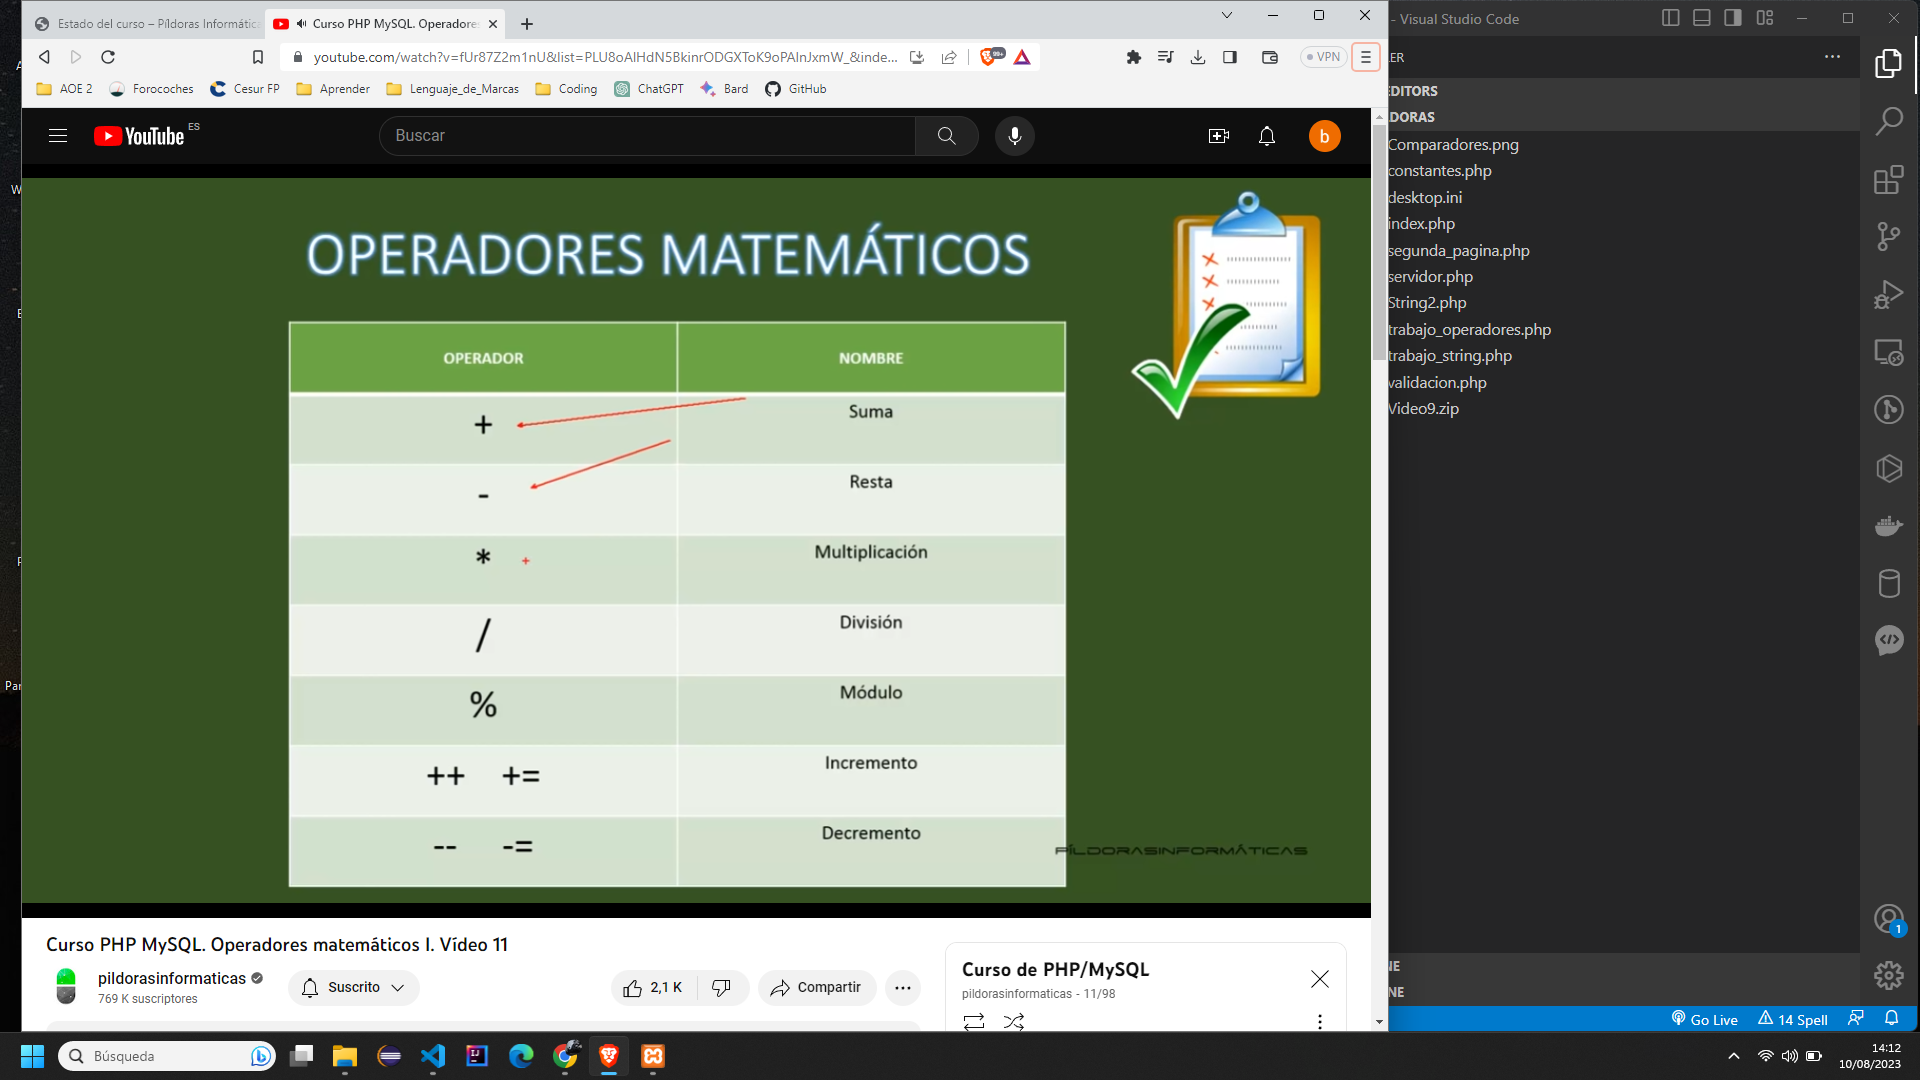 Estado del curso – Píldoras Informátic
Curso PHP MySQL. Operadores
youtube.com/watch?v=fUr87Z2m1nU&list=PLU8oAlHdN5BkinrODGXToK9oPAlnJxmW_&inde...
99+
VPN
AOE 2
Forocoches
Cesur FP
Aprender
Lenguaje_de_Marcas
Coding
ChatGPT
Bard
GitHub
YouTube ES
Buscar
b
OPERADORES MATEMÁTICOS
OPERADOR NOMBRE
+ Suma
- Resta
* Multiplicación
/ División
% Módulo
++ += Incremento
-- -= Decremento
PÍLDORASINFORMÁTICAS
Curso PHP MySQL. Operadores matemáticos I. Vídeo 11
pildorasinformaticas
769 K suscriptores
Suscrito
2,1 K
Compartir
Curso de PHP/MySQL
pildorasinformaticas - 11/98
- Visual Studio Code
ER
EDITORS
DORAS
Comparadores.png
constantes.php
desktop.ini
index.php
segunda_pagina.php
servidor.php
String2.php
trabajo_operadores.php
trabajo_string.php
validacion.php
Video9.zip
1
NE
NE
Go Live
14 Spell
Búsqueda
14:12
10/08/2023